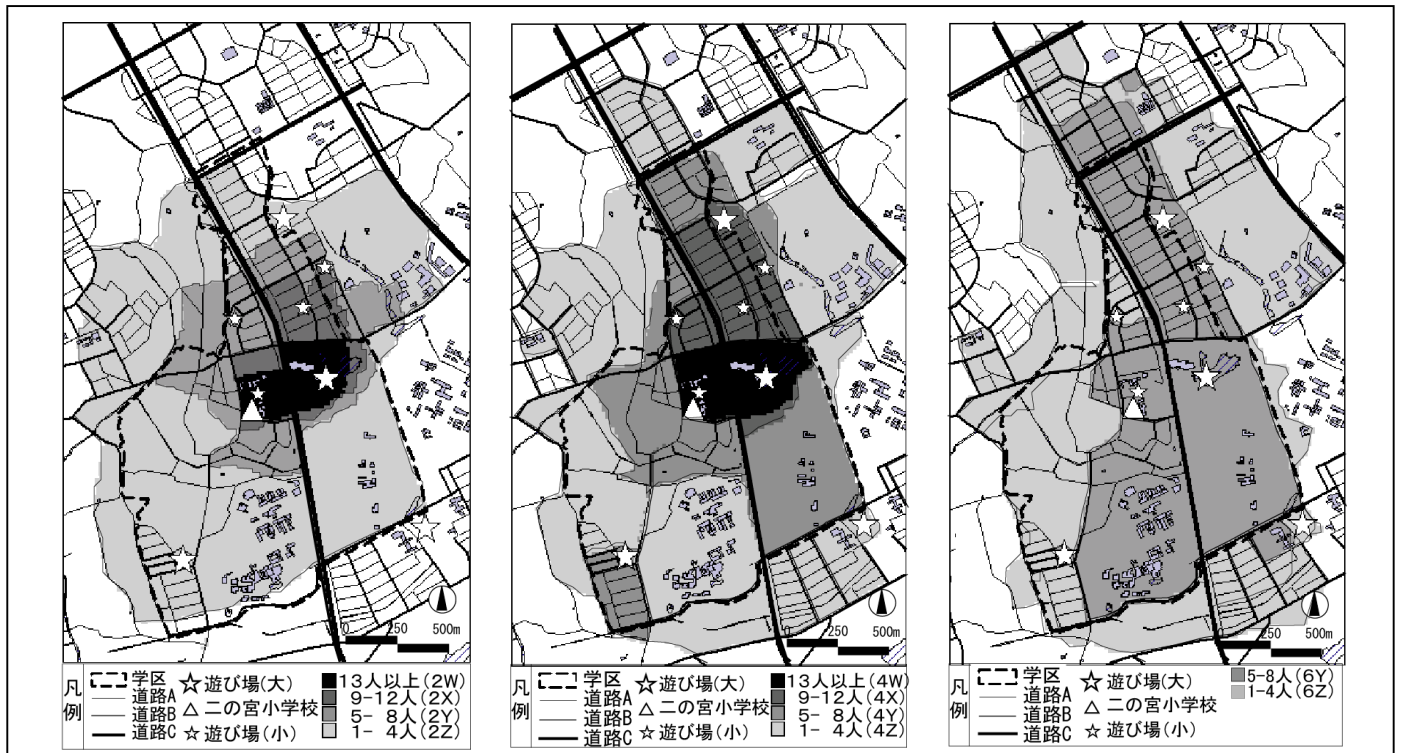 0 250 500m
凡例
学区
道路A
道路B
道路C
遊び場(大)
二の宮小学校
遊び場(小)
13人以上(2W)
9-12人(2X)
5- 8人(2Y)
1- 4人(2Z)
0 250 500m
凡例
学区
道路A
道路B
道路C
遊び場(大)
二の宮小学校
遊び場(小)
13人以上(4W)
9-12人(4X)
5- 8人(4Y)
1- 4人(4Z)
0 250 500m
凡例
学区
道路A
道路B
道路C
遊び場(大)
二の宮小学校
遊び場(小)
5-8人(6Y)
1-4人(6Z)